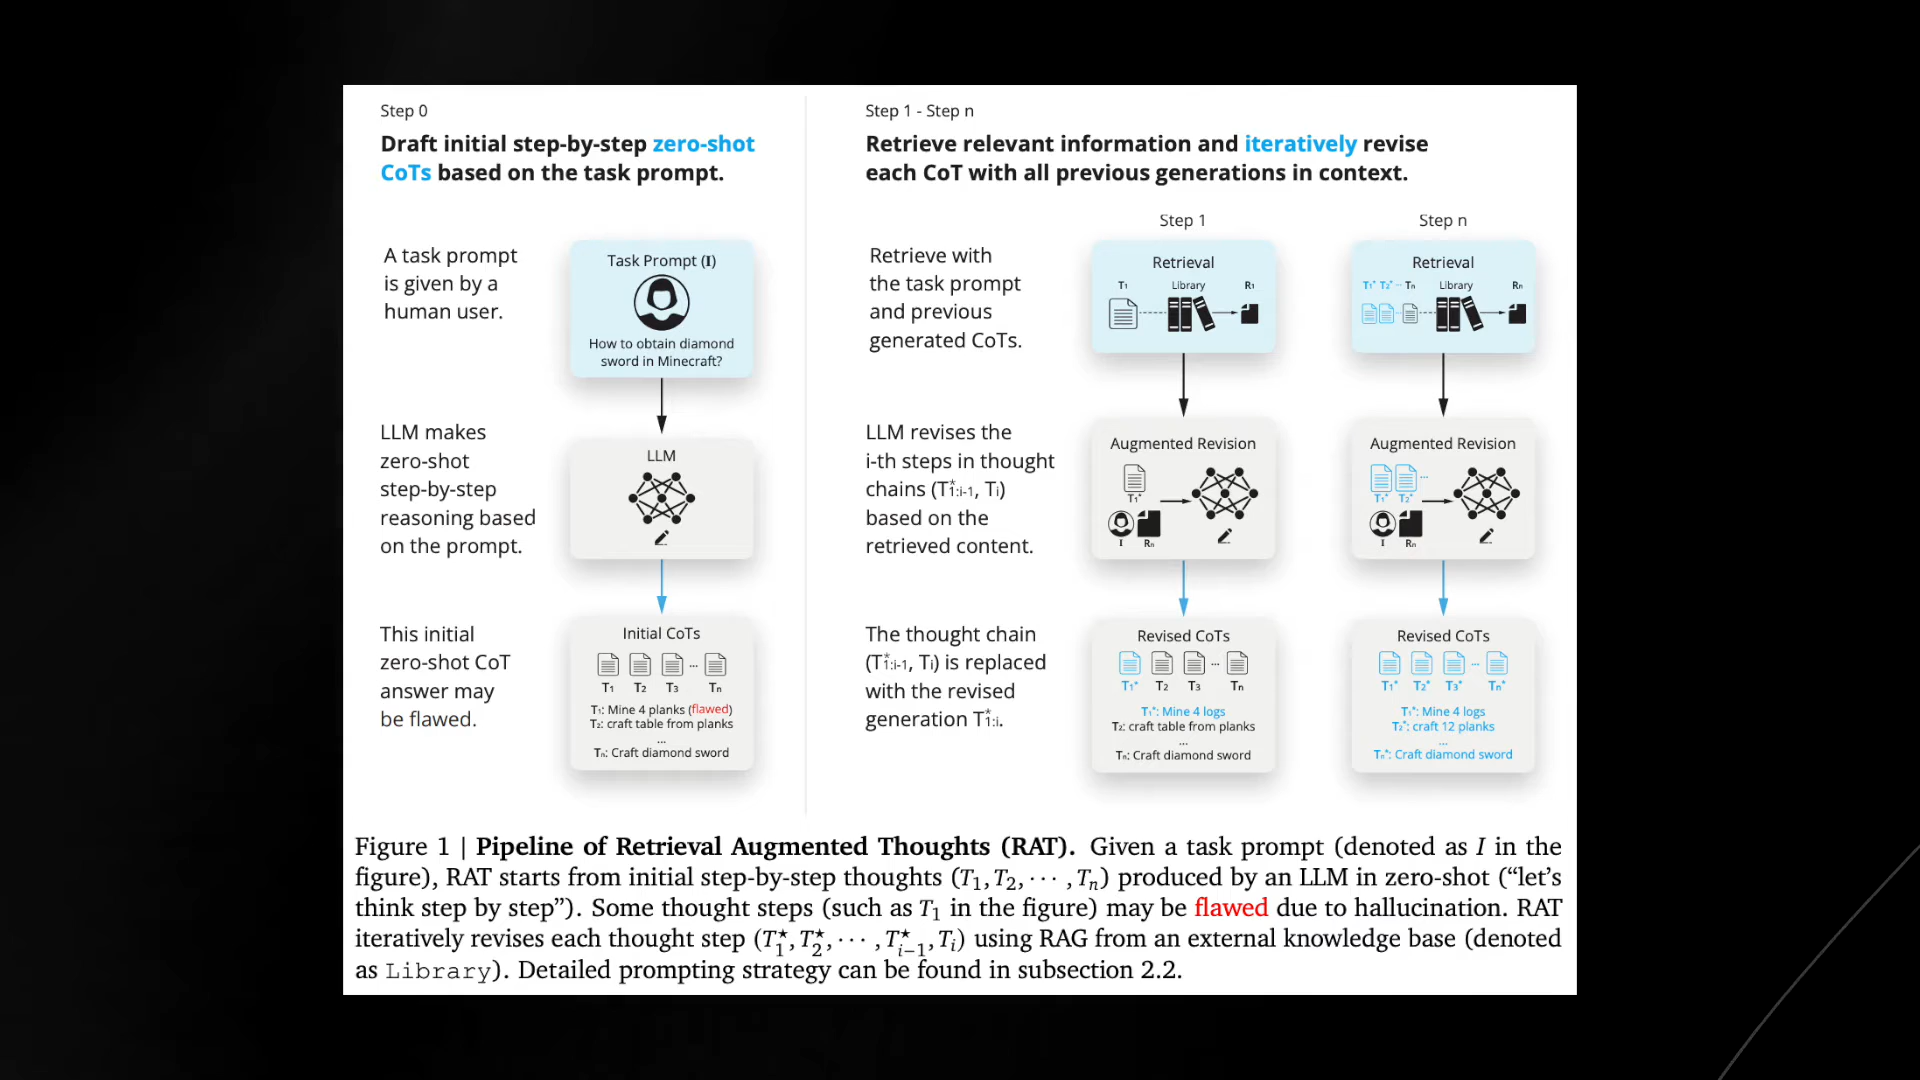 Step 0
Draft initial step-by-step zero-shot
CoTs based on the task prompt.
A task prompt
is given by a
human user.
Task Prompt (I)
How to obtain diamond
sword in Minecraft?
LLM makes
zero-shot
step-by-step
reasoning based
on the prompt.
LLM
This initial
zero-shot CoT
answer may
be flawed.
Initial CoTs
T₁ T₂ T₃ ... Tₙ
T₁: Mine 4 planks (flawed)
T₂: craft table from planks
...
Tₙ: Craft diamond sword
Step 1 - Step n
Retrieve relevant information and iteratively revise
each CoT with all previous generations in context.
Retrieve with
the task prompt
and previous
generated CoTs.
Step 1
Retrieval
T₁ Library R₁
Step n
Retrieval
T₁* T₂* ·· Tₙ Library Rₙ
LLM revises the
i-th steps in thought
chains (T*₁:ᵢ₋₁, Tᵢ)
based on the
retrieved content.
Augmented Revision
T₁*
I Rₙ
Augmented Revision
...
T₁* T₂*
I Rₙ
The thought chain
(T*₁:ᵢ₋₁, Tᵢ) is replaced
with the revised
generation T*₁:ᵢ.
Revised CoTs
T₁* T₂ T₃ ... Tₙ
T₁*: Mine 4 logs
T₂: craft table from planks
...
Tₙ: Craft diamond sword
Revised CoTs
T₁* T₂* T₃* ... Tₙ*
T₁*: Mine 4 logs
T₂*: craft 12 planks
...
Tₙ*: Craft diamond sword
Figure 1 | Pipeline of Retrieval Augmented Thoughts (RAT). Given a task prompt (denoted as I in the
figure), RAT starts from initial step-by-step thoughts (T₁, T₂, ⋯ , Tₙ) produced by an LLM in zero-shot (“let’s
think step by step”). Some thought steps (such as T₁ in the figure) may be flawed due to hallucination. RAT
iteratively revises each thought step (T₁★, T₂★, ⋯ , Tᵢ₋₁★, Tᵢ) using RAG from an external knowledge base (denoted
as Library). Detailed prompting strategy can be found in subsection 2.2.